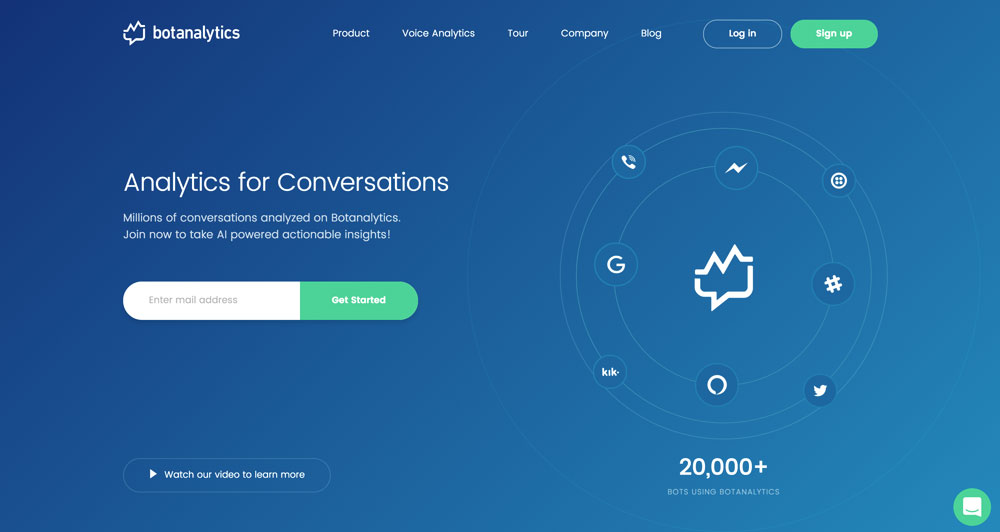 botanalytics
Product
Voice Analytics
Tour
Company
Blog
Log in
Sign up
Analytics for Conversations
Millions of conversations analyzed on Botanalytics.
Join now to take AI powered actionable insights!
Enter mail address
Get Started
kik·
Watch our video to learn more
20,000+
BOTS USING BOTANALYTICS